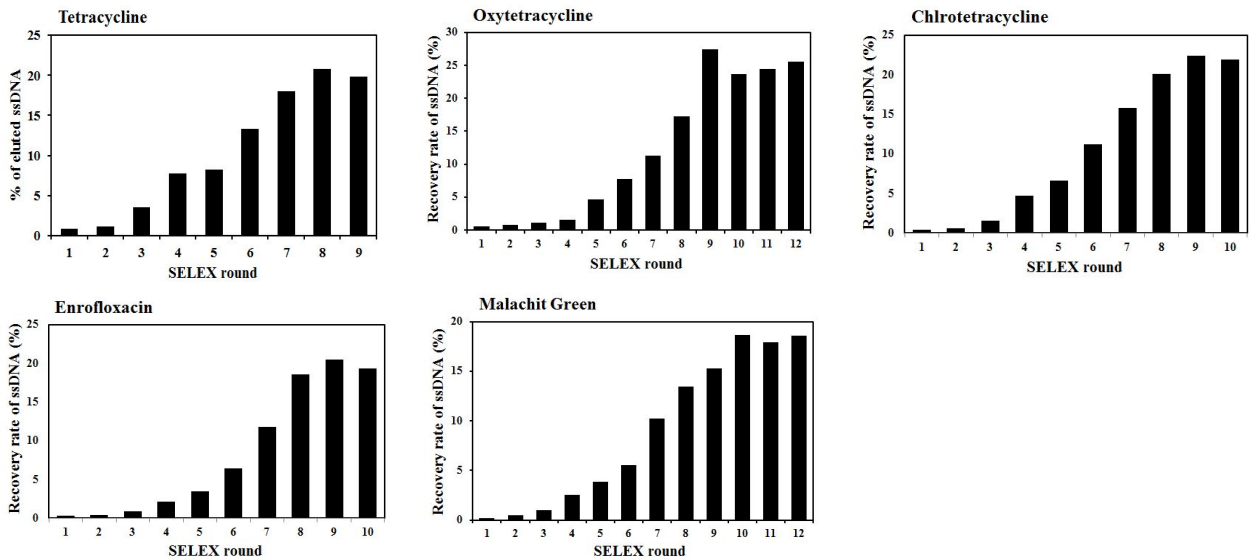 Tetracycline
% of eluted ssDNA
25
20
15
10
5
0
1 2 3 4 5 6 7 8 9
SELEX round
Oxytetracycline
Recovery rate of ssDNA (%)
30
25
20
15
10
5
0
1 2 3 4 5 6 7 8 9 10 11 12
SELEX round
Chlrotetracycline
Recovery rate of ssDNA (%)
25
20
15
10
5
0
1 2 3 4 5 6 7 8 9 10
SELEX round
Enrofloxacin
Recovery rate of ssDNA (%)
25
20
15
10
5
0
1 2 3 4 5 6 7 8 9 10
SELEX round
Malachit Green
Recovery rate of ssDNA (%)
20
15
10
5
0
1 2 3 4 5 6 7 8 9 10 11 12
SELEX round